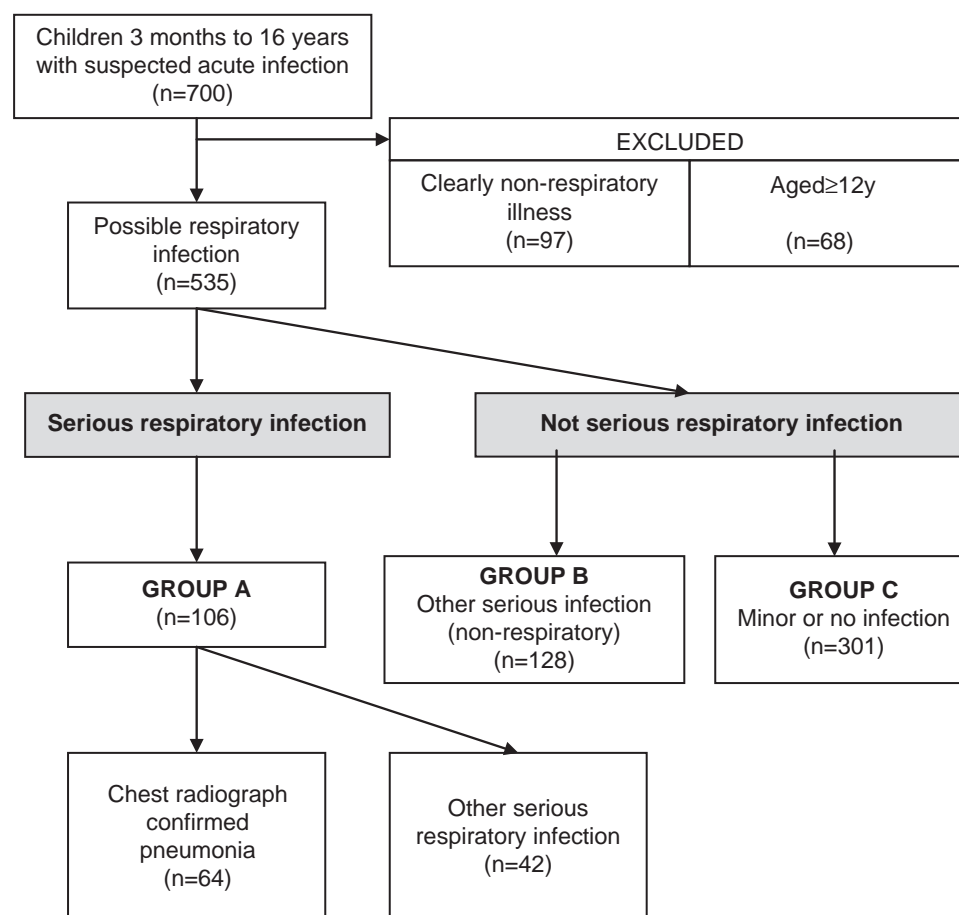 Children 3 months to 16 years
with suspected acute infection
(n=700)
EXCLUDED
Clearly non-respiratory
illness
(n=97)
Aged≥12y
(n=68)
Possible respiratory
infection
(n=535)
Serious respiratory infection
Not serious respiratory infection
GROUP A
(n=106)
GROUP B
Other serious infection
(non-respiratory)
(n=128)
GROUP C
Minor or no infection
(n=301)
Chest radiograph
confirmed
pneumonia
(n=64)
Other serious
respiratory infection
(n=42)